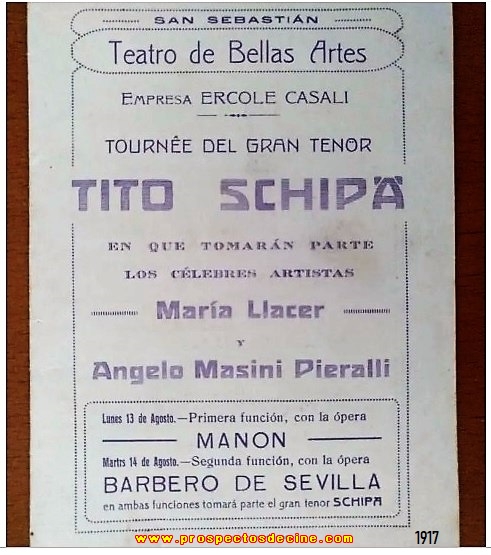 SAN SEBASTIÁN
Teatro de Bellas Artes
EMPRESA ERCOLE CASALI
TOURNÊE DEL GRAN TENOR
TITO SCHIPA
EN QUE TOMARÁN PARTE
LOS CÉLEBRES ARTISTAS
María Llacer
Y
Angelo Masini Pieralli
Lunes 13 de Agosto.—Primera función, con la ópera
MANON
Martrs 14 de Agosto.—Segunda función, con la ópera
BARBERO DE SEVILLA
en ambas funciones tomará parte el gran tenor SCHIPA
www.prospectosdecine.com
1917